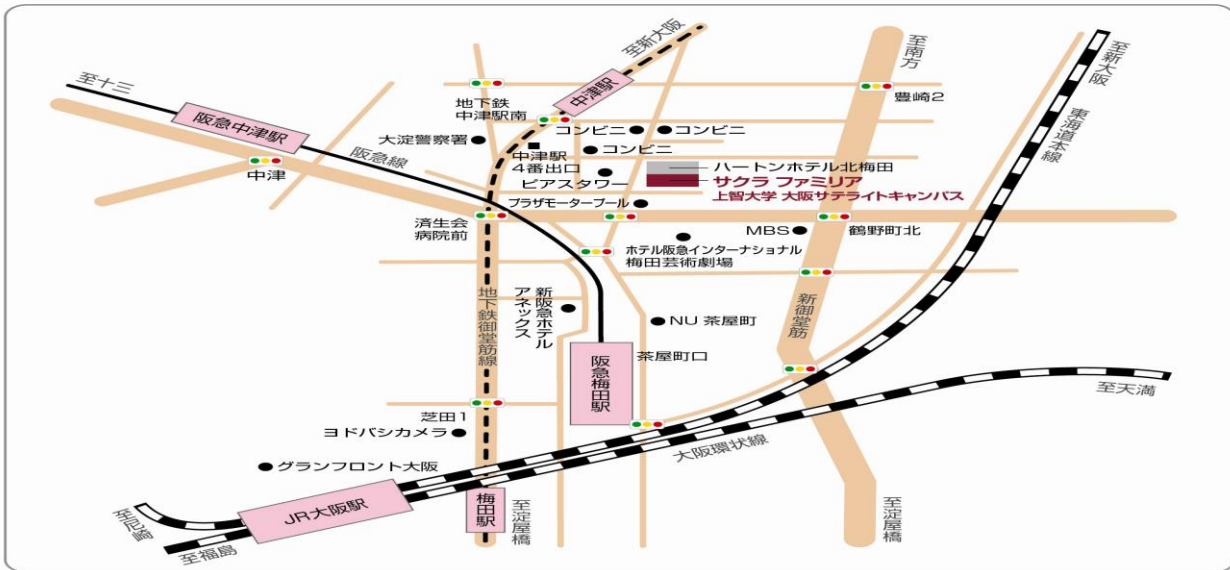 至新大阪
至南方
至新大阪
至十三
中津駅
地下鉄
中津駅南
豊崎2
東海道本線
阪急中津駅
大淀警察署
コンビニ
コンビニ
コンビニ
中津駅
4番出口
阪急線
中津
ピアスタワー
ハートンホテル北梅田
サクラ ファミリア
上智大学 大阪サテライトキャンパス
プラザモータープール
済生会
病院前
MBS
鶴野町北
ホテル阪急インターナショナル
梅田芸術劇場
地下鉄御堂筋線
新阪急ホテル
アネックス
新御堂筋
NU 茶屋町
茶屋町口
阪急梅田駅
至天満
芝田1
ヨドバシカメラ
大阪環状線
グランフロント大阪
JR大阪駅
梅田駅
至淀屋橋
至淀屋橋
至尼崎
至福島